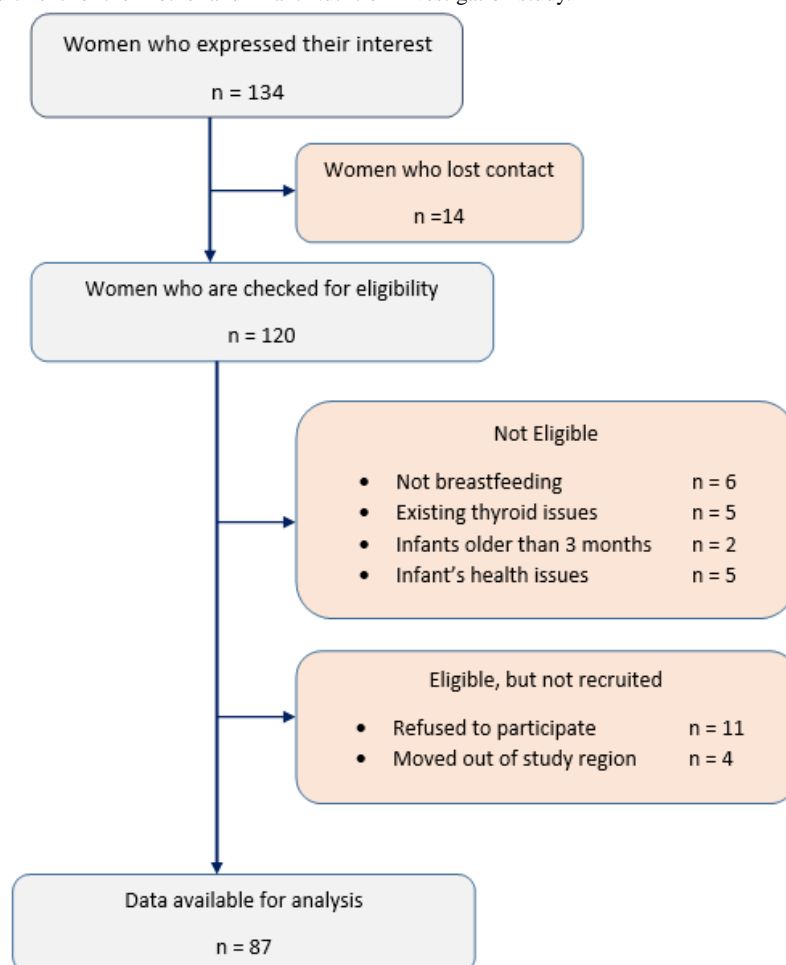 Women who expressed their interest
n = 134
Women who lost contact
n =14
Women who are checked for eligibility
n = 120
Not Eligible
• Not breastfeeding n = 6
• Existing thyroid issues n = 5
• Infants older than 3 months n = 2
• Infant’s health issues n = 5
Eligible, but not recruited
• Refused to participate n = 11
• Moved out of study region n = 4
Data available for analysis
n = 87